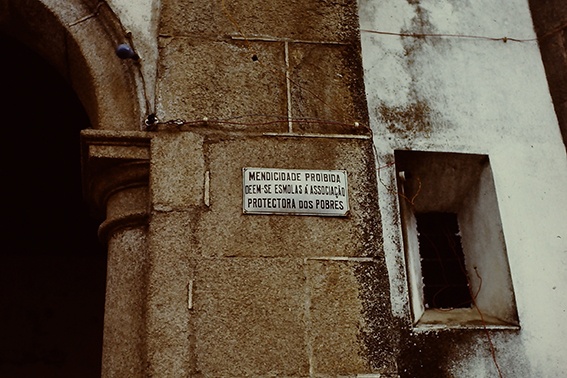 MENDICIDADE PROIBIDA
DEEM-SE ESMOLAS Á ASSOCIAÇÃO
PROTECTORA DOS POBRES